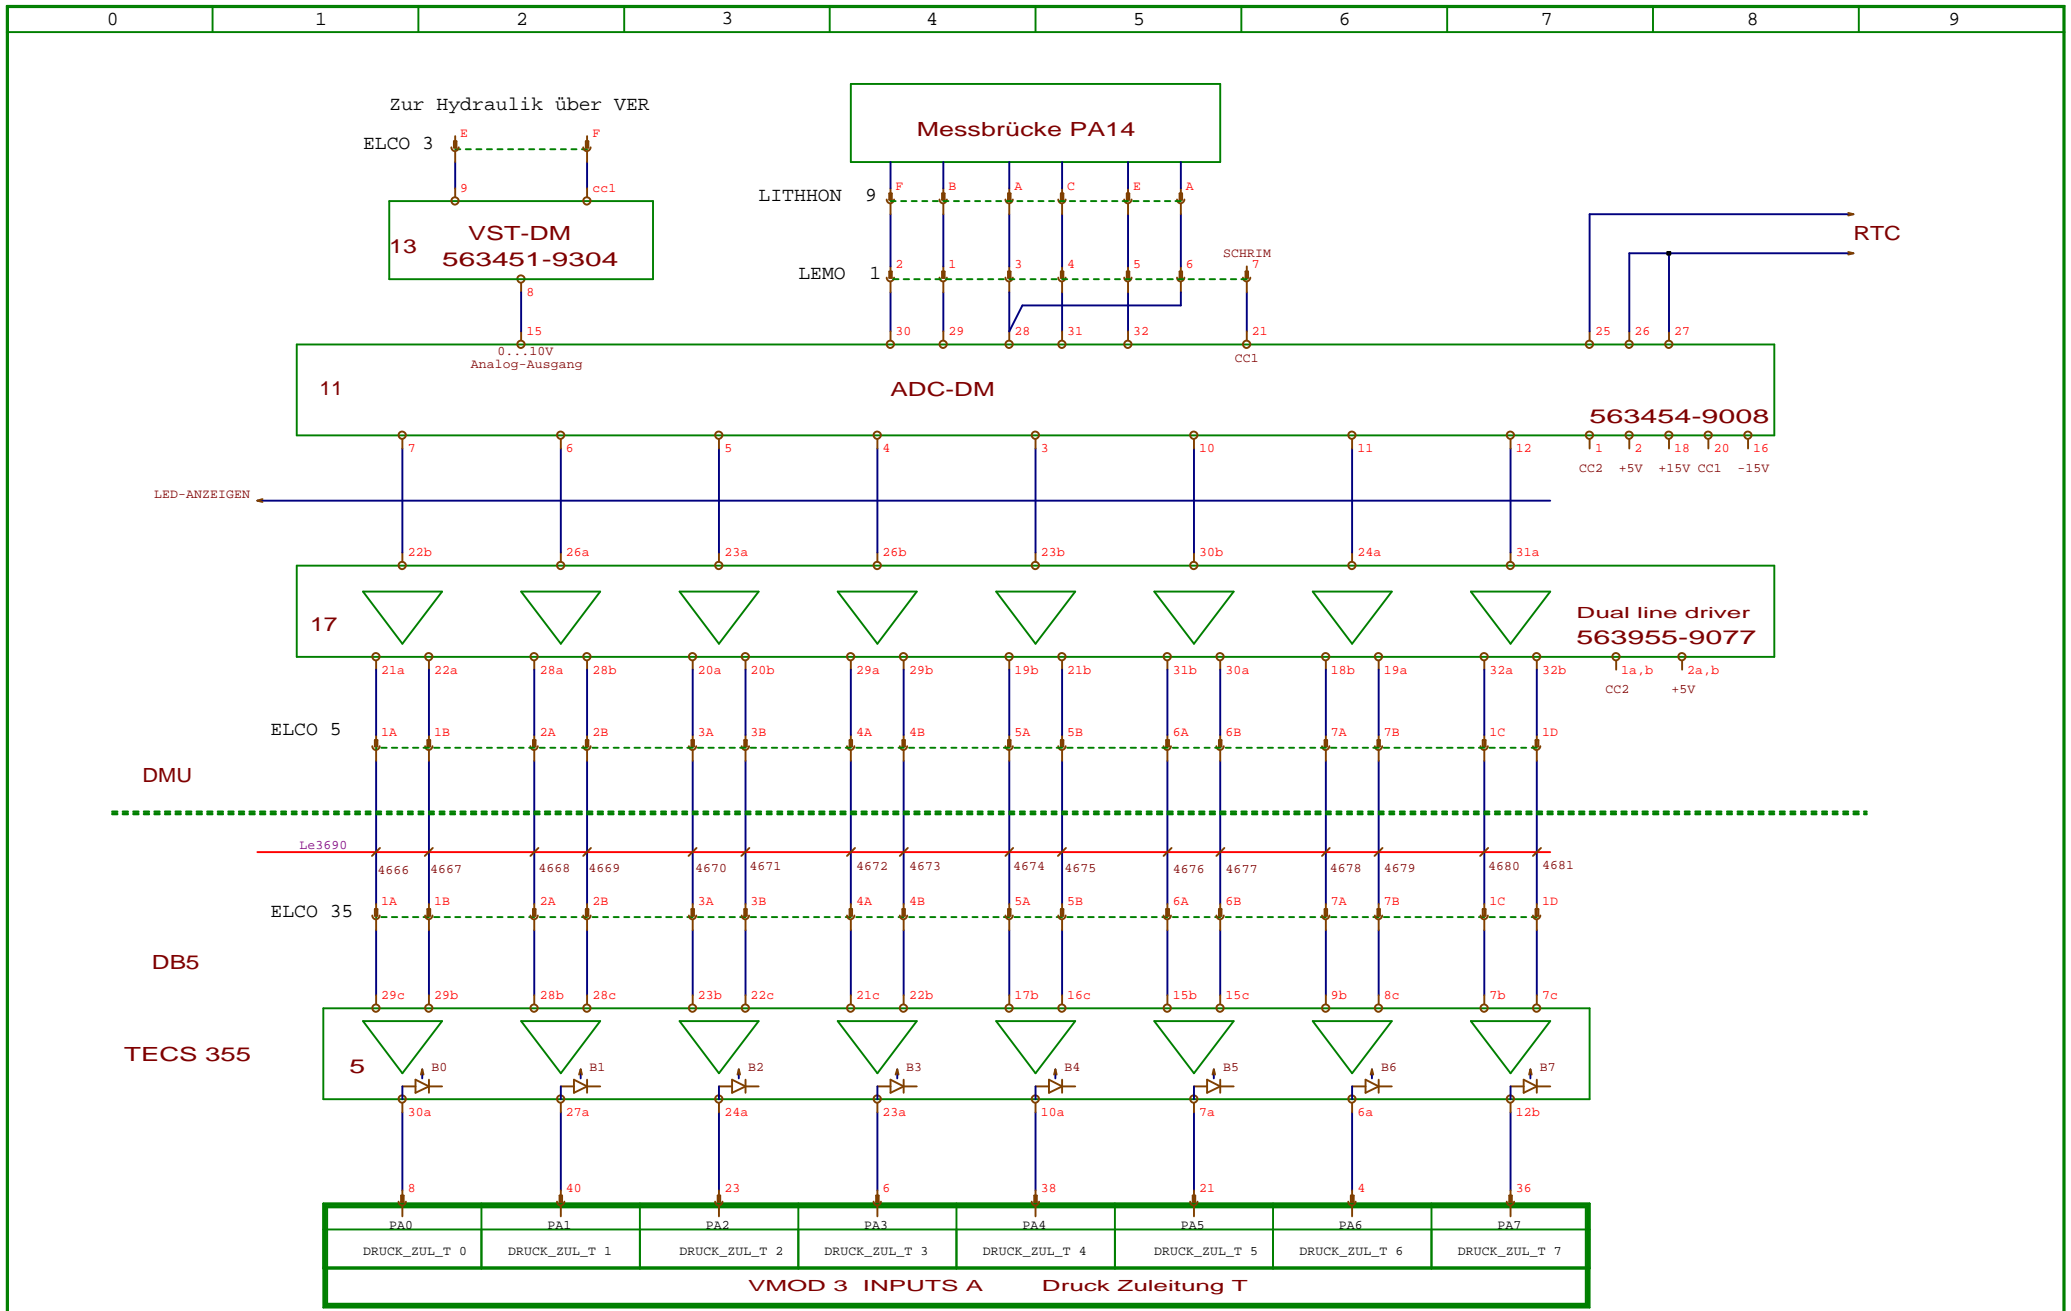 0 1 2 3 4 5 6 7 8 9
Zur Hydraulik über VER
ELCO 3 E F
9 cc1
13 VST-DM
563451-9304
8
15
0...10V
Analog-Ausgang
Messbrücke PA14
LITHHON 9 F B A C E A
SCHRIM
LEMO 1 2 1 3 4 5 6 7
30 29 28 31 32 21
CC1
RTC
25 26 27
11 ADC-DM
563454-9008
7 6 5 4 3 10 11 12 1 2 18 20 16
CC2 +5V +15V CC1 -15V
LED-ANZEIGEN
22b 26a 23a 26b 23b 30b 24a 31a
17
Dual line driver
563955-9077
21a 22a 28a 28b 20a 20b 29a 29b 19b 21b 31b 30a 18b 19a 32a 32b 1a,b 2a,b
CC2 +5V
ELCO 5 1A 1B 2A 2B 3A 3B 4A 4B 5A 5B 6A 6B 7A 7B 1C 1D
DMU
Le3690
4666 4667 4668 4669 4670 4671 4672 4673 4674 4675 4676 4677 4678 4679 4680 4681
ELCO 35 1A 1B 2A 2B 3A 3B 4A 4B 5A 5B 6A 6B 7A 7B 1C 1D
DB5
29c 29b 28b 28c 23b 22c 21c 22b 17b 16c 15b 15c 9b 8c 7b 7c
TECS 355
5 B0 B1 B2 B3 B4 B5 B6 B7
30a 27a 24a 23a 10a 7a 6a 12b
8 40 23 6 38 21 4 36
PA0 PA1 PA2 PA3 PA4 PA5 PA6 PA7
DRUCK_ZUL_T 0 DRUCK_ZUL_T 1 DRUCK_ZUL_T 2 DRUCK_ZUL_T 3 DRUCK_ZUL_T 4 DRUCK_ZUL_T 5 DRUCK_ZUL_T 6 DRUCK_ZUL_T 7
VMOD 3 INPUTS A Druck Zuleitung T